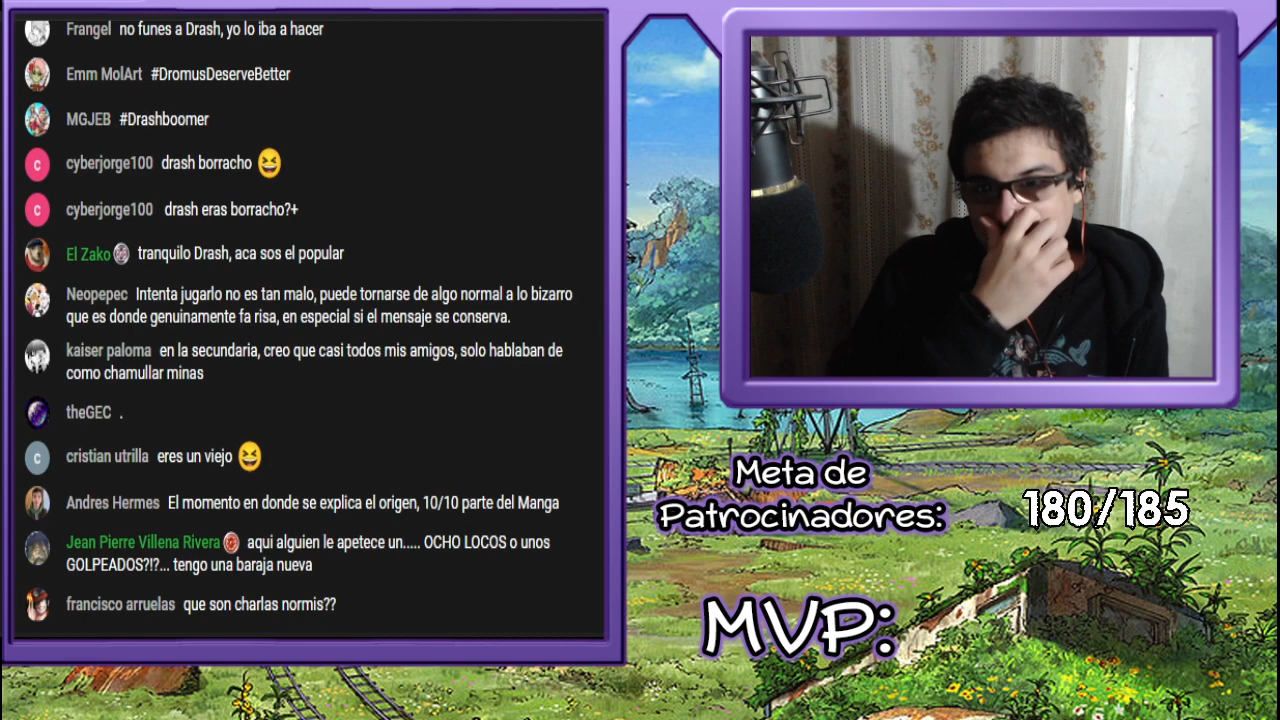 Frangel no funes a Drash, yo lo iba a hacer
Emm MolArt #DromusDeserveBetter
MGJEB #Drashboomer
C cyberjorge100 drash borracho
C cyberjorge100 drash eras borracho?+
El Zako tranquilo Drash, aca sos el popular
Neopepec Intenta jugarlo no es tan malo, puede tornarse de algo normal a lo bizarro
que es donde genuinamente fa risa, en especial si el mensaje se conserva.
kaiser paloma en la secundaria, creo que casi todos mis amigos, solo hablaban de
como chamullar minas
theGEC .
C cristian utrilla eres un viejo
Andres Hermes El momento en donde se explica el origen, 10/10 parte del Manga
Jean Pierre Villena Rivera aqui alguien le apetece un..... OCHO LOCOS o unos
GOLPEADOS?!?... tengo una baraja nueva
francisco arruelas que son charlas normis??
Meta de
Patrocinadores:
180/185
MVP: